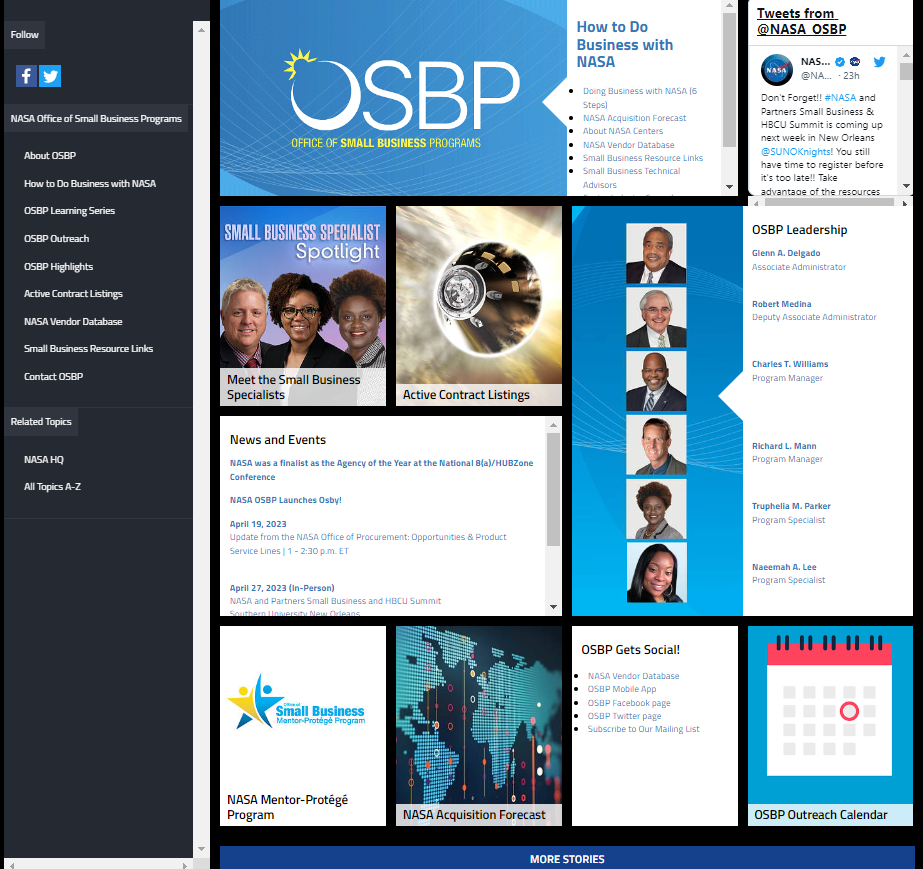 Follow
NASA Office of Small Business Programs
About OSBP
How to Do Business with NASA
OSBP Learning Series
OSBP Outreach
OSBP Highlights
Active Contract Listings
NASA Vendor Database
Small Business Resource Links
Contact OSBP
Related Topics
NASA HQ
All Topics A-Z
OSBP
OFFICE OF SMALL BUSINESS PROGRAMS
How to Do
Business with
NASA
Doing Business with NASA (6
Steps)
NASA Acquisition Forecast
About NASA Centers
NASA Vendor Database
Small Business Resource Links
Small Business Technical
Advisors
Tweets from
@NASA_OSBP
NASA
NAS...
@NA... · 23h
Don't Forget!! #NASA and
Partners Small Business &
HBCU Summit is coming up
next week in New Orleans
@SUNOKnights! You still
have time to register before
it's too late!! Take
advantage of the resources
SMALL BUSINESS SPECIALIST
Spotlight
Meet the Small Business
Specialists
Active Contract Listings
OSBP Leadership
Glenn A. Delgado
Associate Administrator
Robert Medina
Deputy Associate Administrator
Charles T. Williams
Program Manager
Richard L. Mann
Program Manager
Truphelia M. Parker
Program Specialist
Naeemah A. Lee
Program Specialist
News and Events
NASA was a finalist as the Agency of the Year at the National 8(a)/HUBZone
Conference
NASA OSBP Launches Osby!
April 19, 2023
Update from the NASA Office of Procurement: Opportunities & Product
Service Lines | 1 - 2:30 p.m. ET
April 27, 2023 (In-Person)
NASA and Partners Small Business and HBCU Summit
Southern University New Orleans
Office of
Small Business
Mentor-Protégé Program
NASA Mentor-Protégé
Program
NASA Acquisition Forecast
OSBP Gets Social!
NASA Vendor Database
OSBP Mobile App
OSBP Facebook page
OSBP Twitter page
Subscribe to Our Mailing List
OSBP Outreach Calendar
MORE STORIES